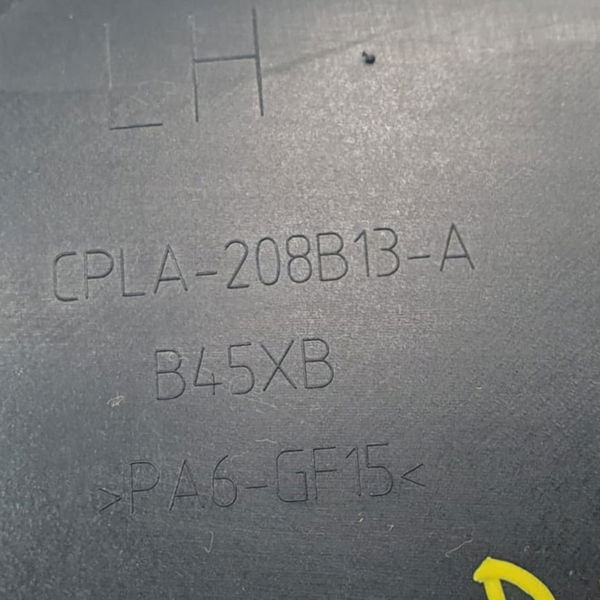 LH
CPLA-208B13-A
B45XB
>PA6-GF15<